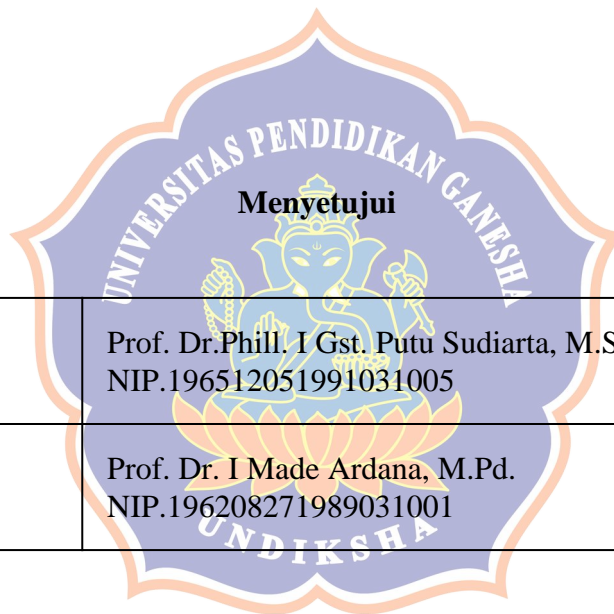 UNIVERSITAS PENDIDIKAN GANESHA
Menyetujui
Prof. Dr.Phill. I Gst. Putu Sudiarta, M.S
NIP.196512051991031005
Prof. Dr. I Made Ardana, M.Pd.
NIP.196208271989031001
UNDIKSHA